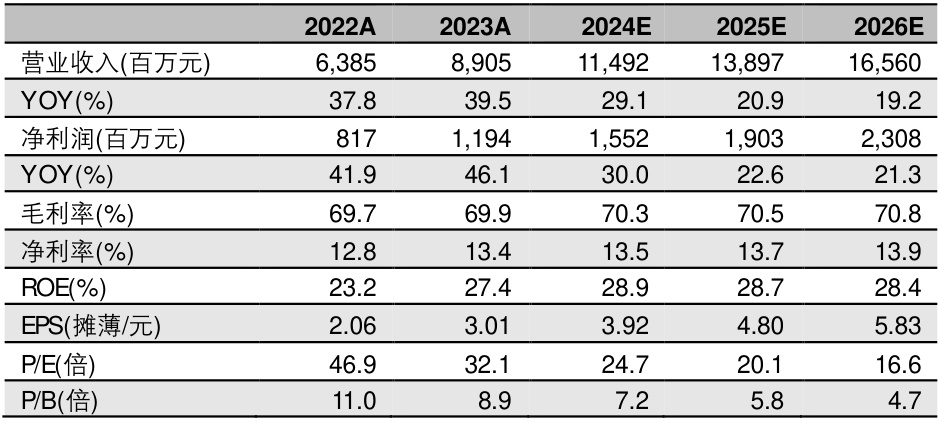 2022A 2023A 2024E 2025E 2026E
营业收入(百万元) 6,385 8,905 11,492 13,897 16,560
YOY(%) 37.8 39.5 29.1 20.9 19.2
净利润(百万元) 817 1,194 1,552 1,903 2,308
YOY(%) 41.9 46.1 30.0 22.6 21.3
毛利率(%) 69.7 69.9 70.3 70.5 70.8
净利率(%) 12.8 13.4 13.5 13.7 13.9
ROE(%) 23.2 27.4 28.9 28.7 28.4
EPS(摊薄/元) 2.06 3.01 3.92 4.80 5.83
P/E(倍) 46.9 32.1 24.7 20.1 16.6
P/B(倍) 11.0 8.9 7.2 5.8 4.7